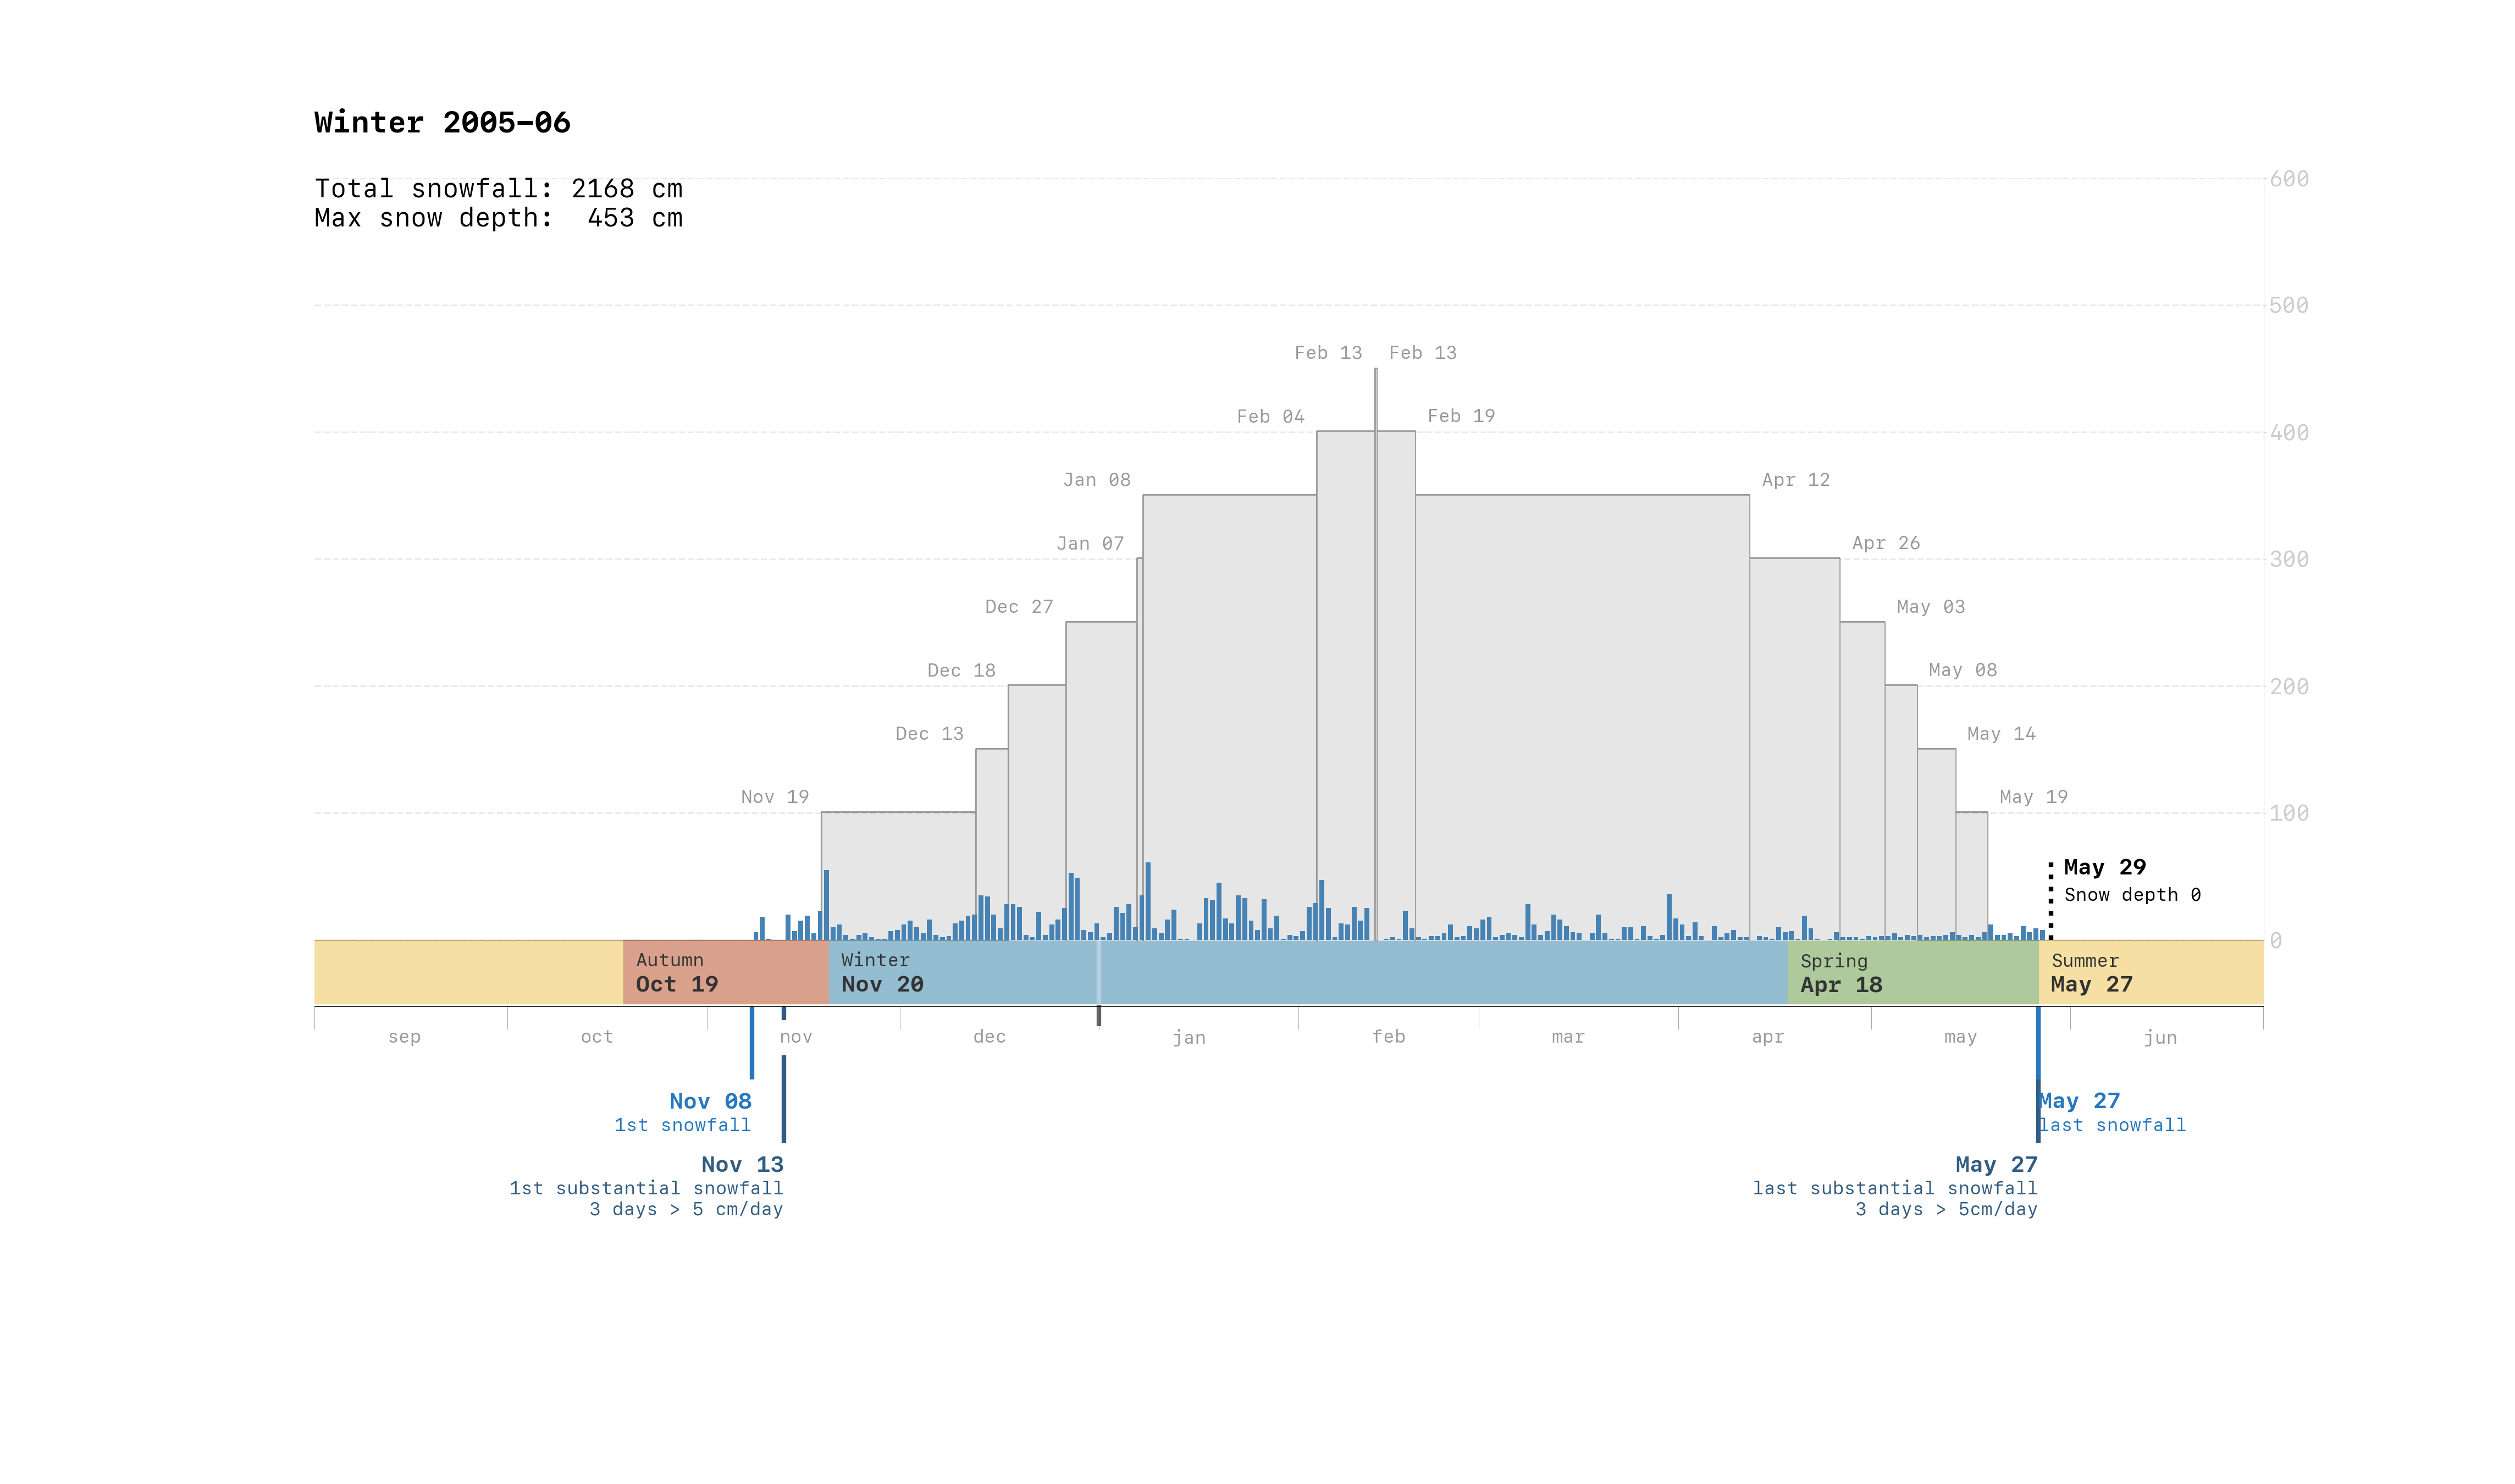 Winter 2005–06
Total snowfall: 2168 cm
Max snow depth: 453 cm
600
500
Feb 13 Feb 13
Feb 04 Feb 19
400
Jan 08 Apr 12
Jan 07 Apr 26
300
Dec 27 May 03
Dec 18 May 08
200
Dec 13 May 14
Nov 19 May 19
100
May 29
Snow depth 0
0
Autumn
Oct 19
Winter
Nov 20
Spring
Apr 18
Summer
May 27
sep oct nov dec jan feb mar apr may jun
Nov 08
1st snowfall
May 27
last snowfall
Nov 13
1st substantial snowfall
3 days > 5 cm/day
May 27
last substantial snowfall
3 days > 5cm/day